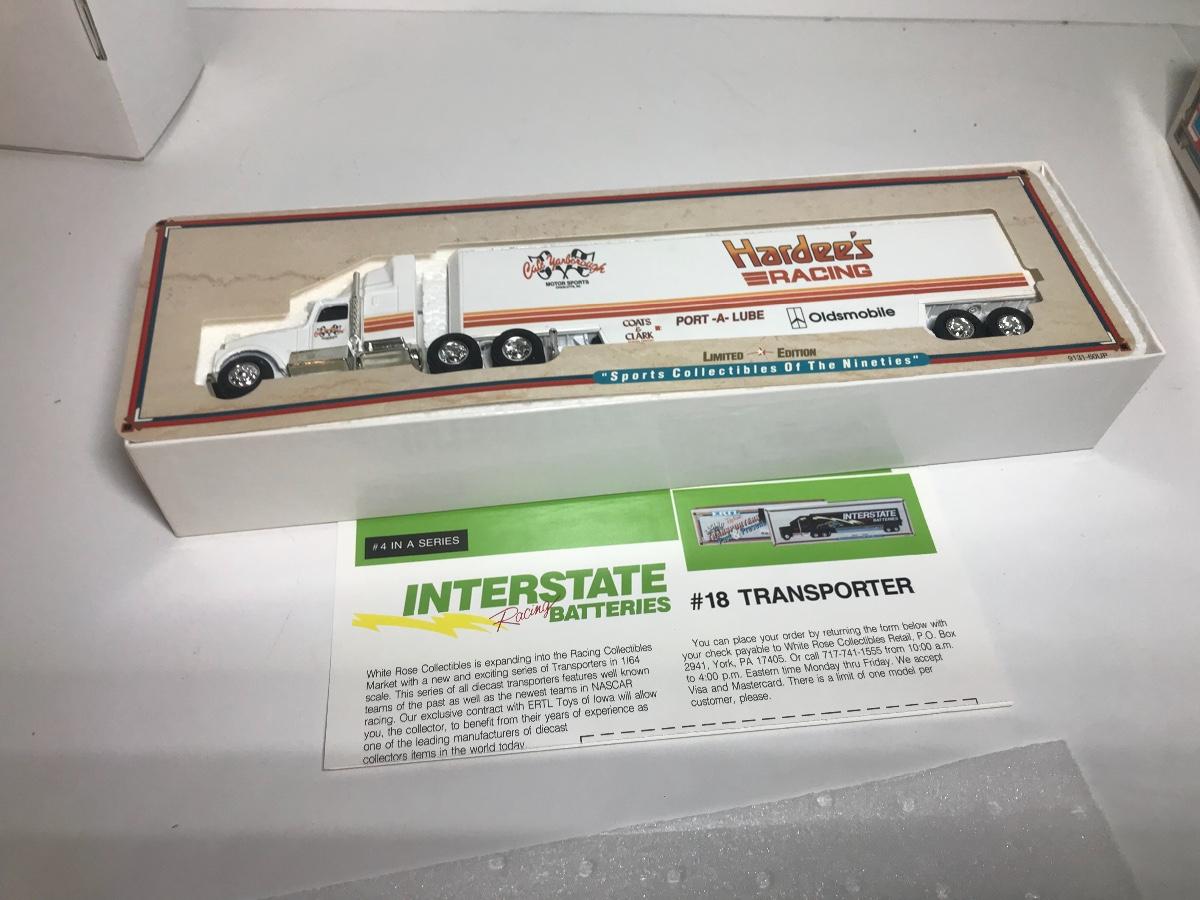 Cale Yarborough
MOTOR SPORTS
Hardee's
RACING
COATS
&
CLARK
PORT-A-LUBE
Oldsmobile
LIMITED EDITION
"Sports Collectibles Of The Nineties"
9131-60UP
#4 IN A SERIES
INTERSTATE
Racing BATTERIES
White Rose Collectibles is expanding into the Racing Collectibles
Market with a new and exciting series of Transporters in 1/64
scale. This series of all diecast transporters features well known
teams of the past as well as the newest teams in NASCAR
racing. Our exclusive contract with ERTL Toys of Iowa will allow
you, the collector, to benefit from their years of experience as
one of the leading manufacturers of diecast
collectors items in the world today
INTERSTATE
BATTERIES
#18 TRANSPORTER
You can place your order by returning the form below with
your check payable to White Rose Collectibles Retail, P.O. Box
2941, York, PA 17405. Or call 717-741-1555 from 10:00 a.m.
to 4:00 p.m. Eastern time Monday thru Friday. We accept
Visa and Mastercard. There is a limit of one model per
customer, please.